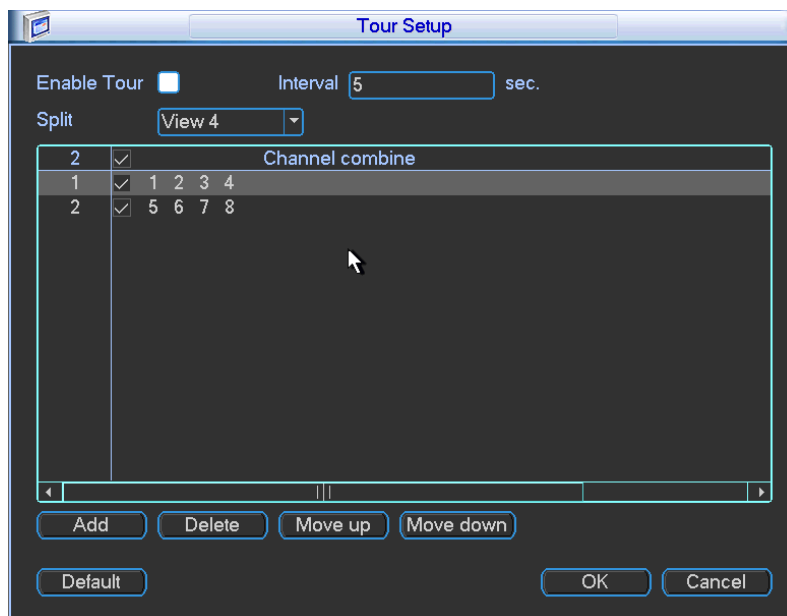 Tour Setup
Enable Tour Interval 5 sec.
Split View 4
2 Channel combine
1 1 2 3 4
2 5 6 7 8
Add Delete Move up Move down
Default OK Cancel